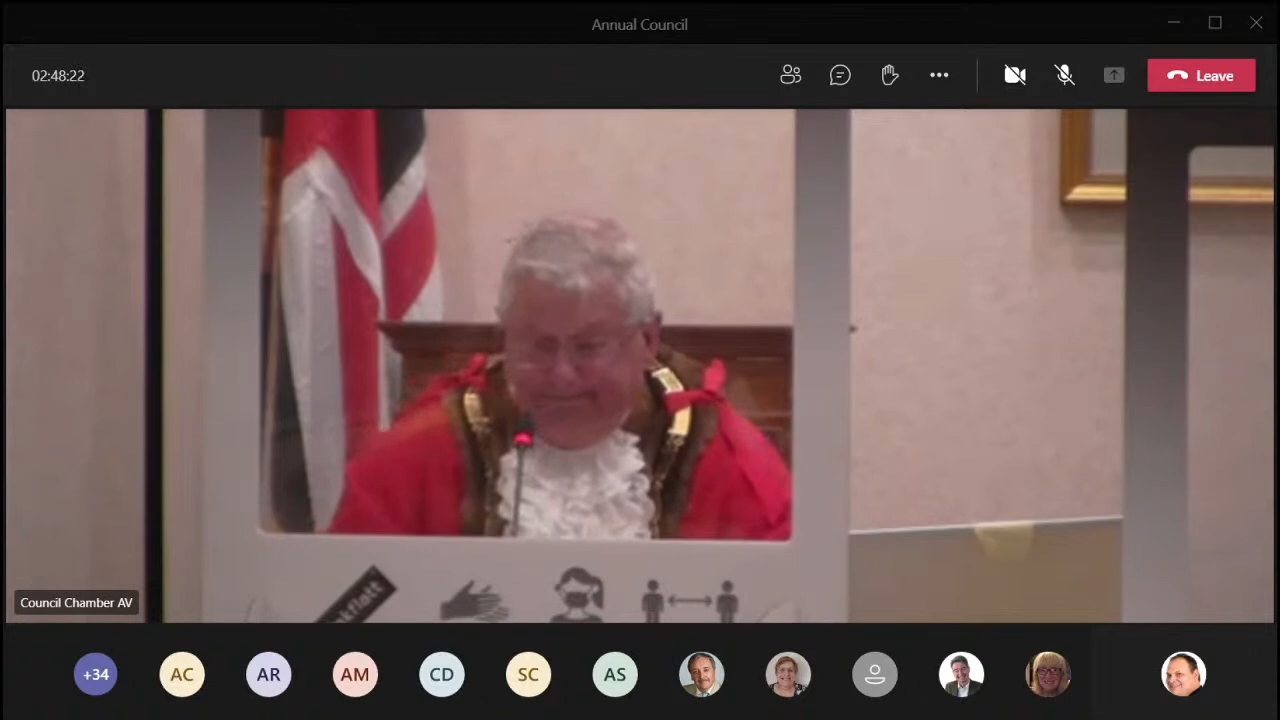 Annual Council
02:48:22
Leave
Council Chamber AV
+34
AC
AR
AM
CD
SC
AS